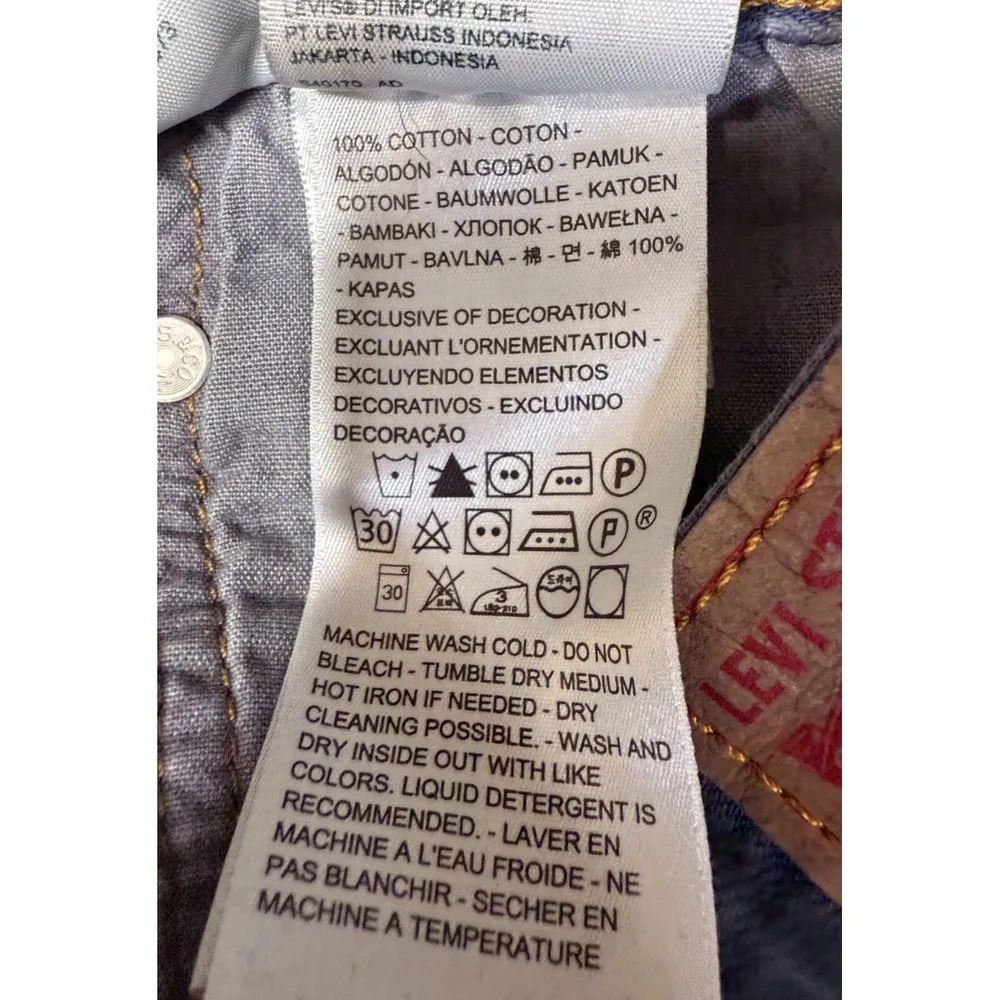 LEVI'S® DI IMPORT OLEH:
PT LEVI STRAUSS INDONESIA
JAKARTA - INDONESIA
100% COTTON - COTON -
ALGODÓN - ALGODÃO - PAMUK -
COTONE - BAUMWOLLE - KATOEN
- BAMBAKI - ХЛОПОК - BAWEŁNA -
PAMUT - BAVLNA - 棉 - 면 - 綿 100%
- KAPAS
EXCLUSIVE OF DECORATION -
EXCLUANT L'ORNEMENTATION -
EXCLUYENDO ELEMENTOS
DECORATIVOS - EXCLUINDO
DECORAÇÃO
P
30 P ®
30 3
MACHINE WASH COLD - DO NOT
BLEACH - TUMBLE DRY MEDIUM -
HOT IRON IF NEEDED - DRY
CLEANING POSSIBLE. - WASH AND
DRY INSIDE OUT WITH LIKE
COLORS. LIQUID DETERGENT IS
RECOMMENDED. - LAVER EN
MACHINE A L'EAU FROIDE - NE
PAS BLANCHIR - SECHER EN
MACHINE A TEMPERATURE
LEVI